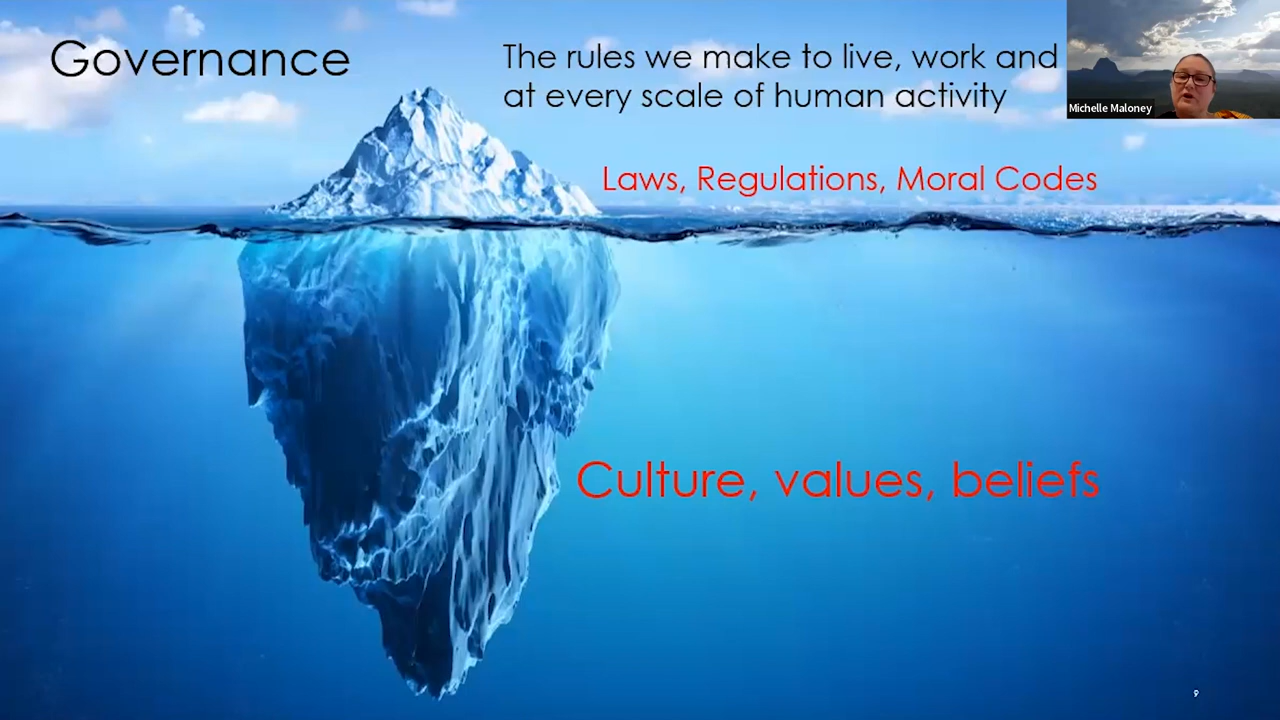 Governance
The rules we make to live, work and
at every scale of human activity
Michelle Maloney
Laws, Regulations, Moral Codes
Culture, values, beliefs
9